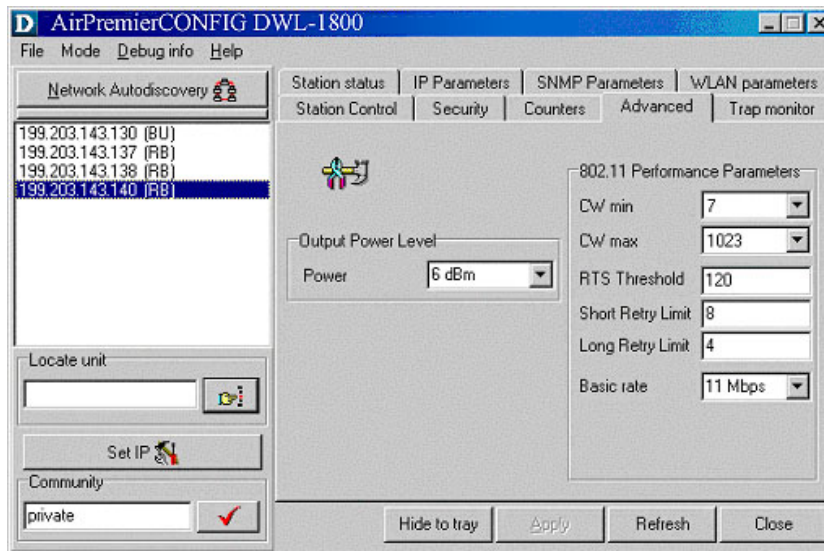 D AirPremierCONFIG DWL-1800
File Mode Debug info Help
Network Autodiscovery
199.203.143.130 (BU)
199.203.143.137 (RB)
199.203.143.138 (RB)
199.203.143.140 (RB)
Locate unit
Set IP
Community
private
Station status IP Parameters SNMP Parameters WLAN parameters
Station Control Security Counters Advanced Trap monitor
Output Power Level
Power 6 dBm
802.11 Performance Parameters
CW min 7
CW max 1023
RTS Threshold 120
Short Retry Limit 8
Long Retry Limit 4
Basic rate 11 Mbps
Hide to tray Apply Refresh Close